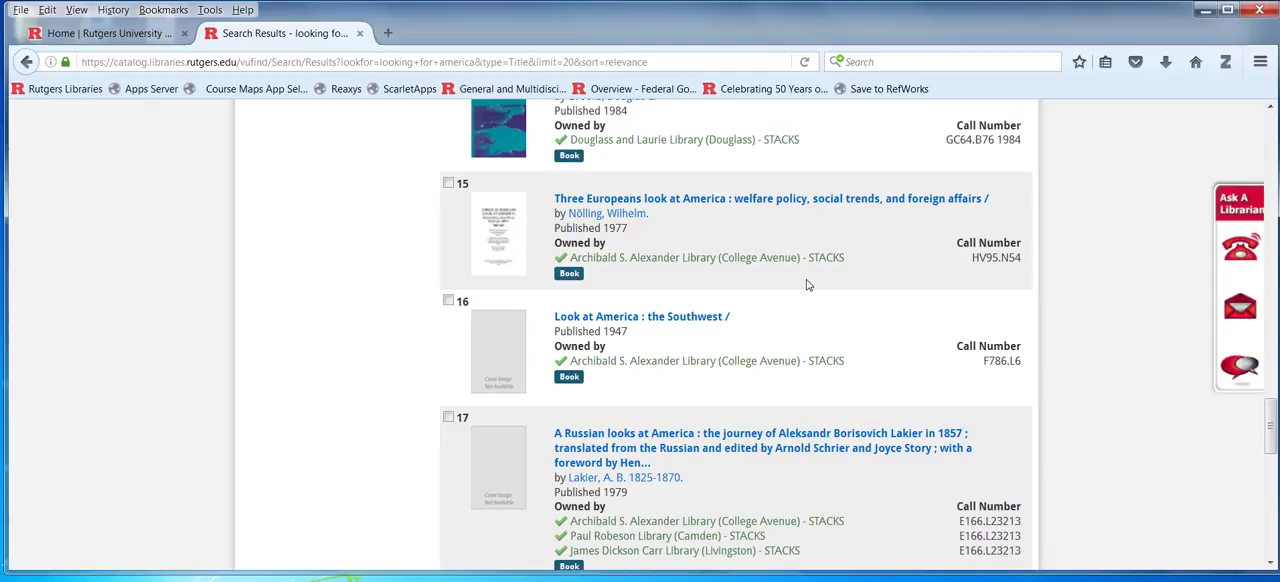 File Edit View History Bookmarks Tools Help
Home | Rutgers University ...
Search Results - looking fo...
https://catalog.libraries.rutgers.edu/vufind/Search/Results?lookfor=looking+for+america&type=Title&limit=20&sort=relevance
Search
Rutgers Libraries Apps Server Course Maps App Sel... Reaxys ScarletApps General and Multidisci... Overview - Federal Go... Celebrating 50 Years o... Save to RefWorks
Published 1984
Owned by Call Number
Douglass and Laurie Library (Douglass) - STACKS GC64.B76 1984
Book
15
Three Europeans look at America : welfare policy, social trends, and foreign affairs /
by Nölling, Wilhelm.
Published 1977
Owned by Call Number
Archibald S. Alexander Library (College Avenue) - STACKS HV95.N54
Book
16
Look at America : the Southwest /
Published 1947
Owned by Call Number
Archibald S. Alexander Library (College Avenue) - STACKS F786.L6
Book
Cover Image
Not Available
17
A Russian looks at America : the journey of Aleksandr Borisovich Lakier in 1857 ;
translated from the Russian and edited by Arnold Schrier and Joyce Story ; with a
foreword by Hen...
by Lakier, A. B. 1825-1870.
Published 1979
Owned by Call Number
Archibald S. Alexander Library (College Avenue) - STACKS E166.L23213
Paul Robeson Library (Camden) - STACKS E166.L23213
James Dickson Carr Library (Livingston) - STACKS E166.L23213
Book
Cover Image
Not Available
Ask A
Librarian